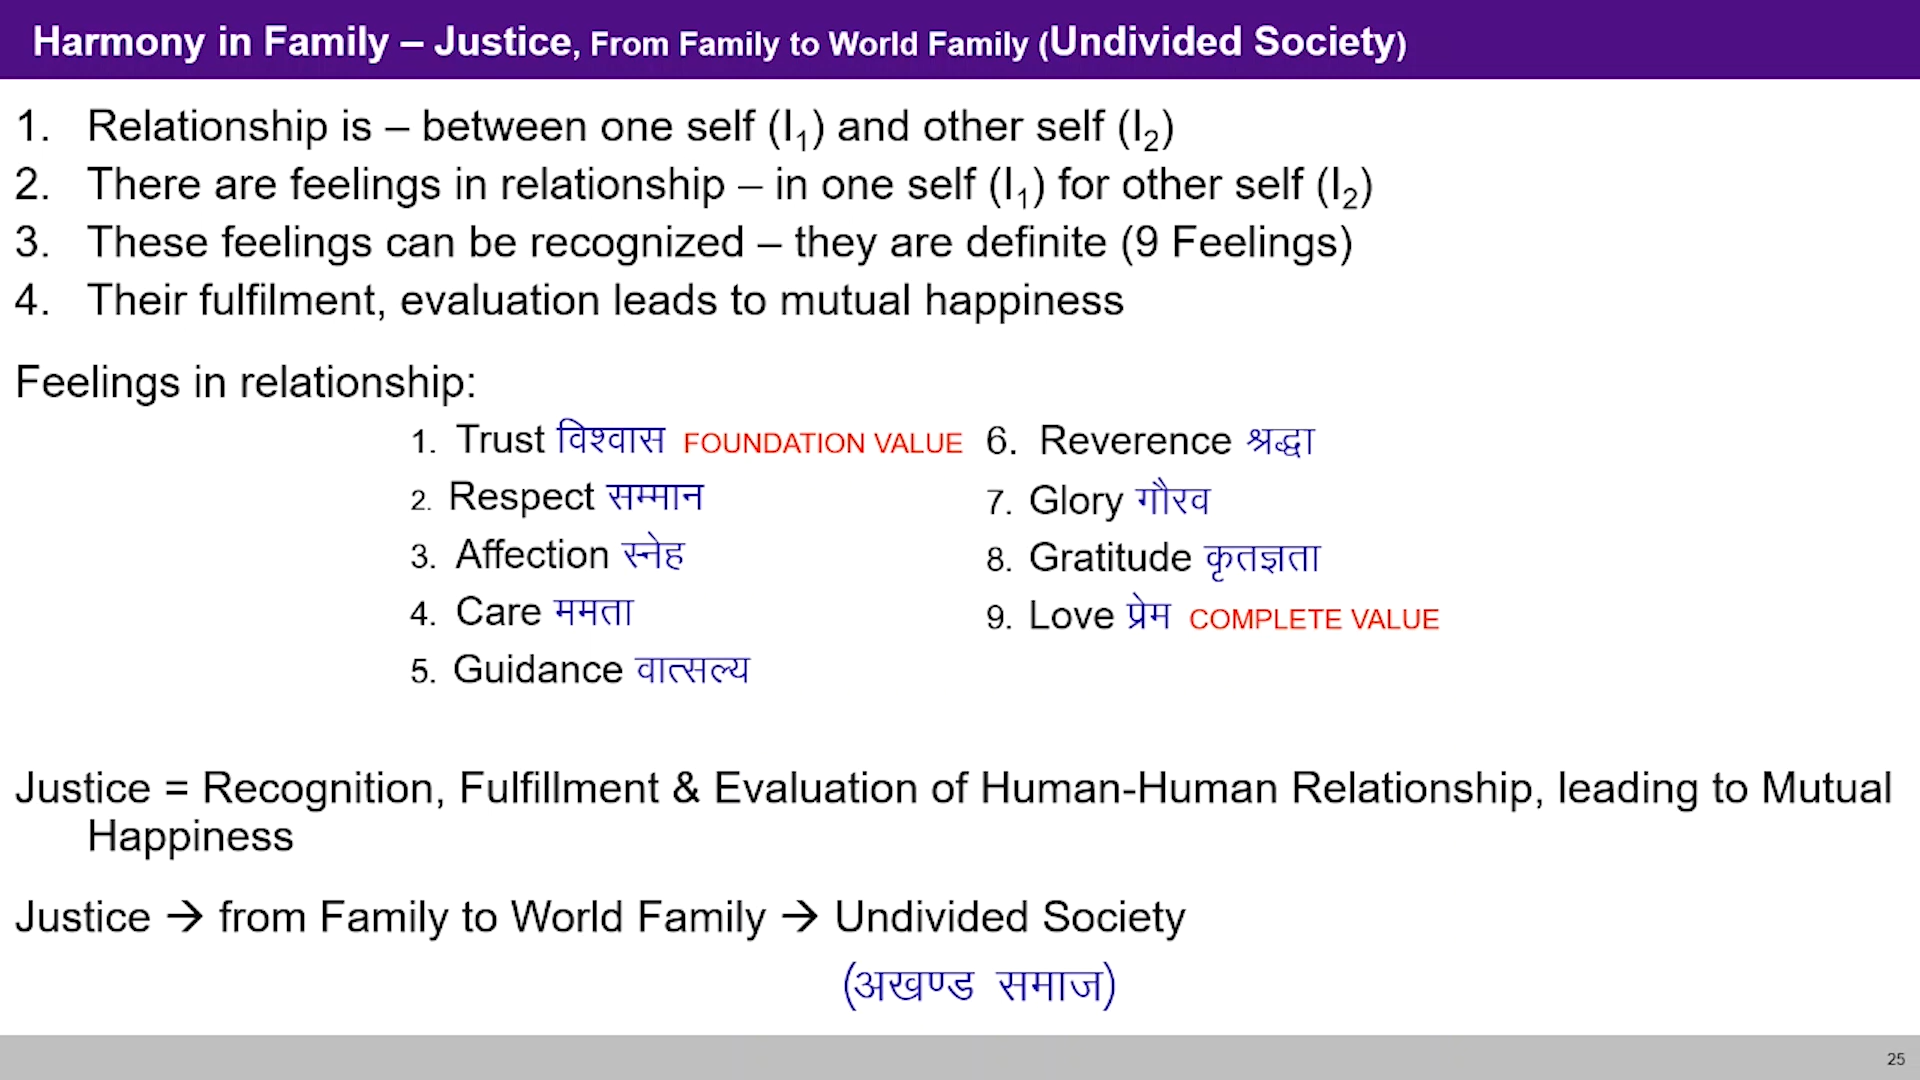 Harmony in Family – Justice, From Family to World Family (Undivided Society)
1. Relationship is – between one self (I₁) and other self (I₂)
2. There are feelings in relationship – in one self (I₁) for other self (I₂)
3. These feelings can be recognized – they are definite (9 Feelings)
4. Their fulfilment, evaluation leads to mutual happiness
Feelings in relationship:
1. Trust विश्वास FOUNDATION VALUE
2. Respect सम्मान
3. Affection स्नेह
4. Care ममता
5. Guidance वात्सल्य
6. Reverence श्रद्धा
7. Glory गौरव
8. Gratitude कृतज्ञता
9. Love प्रेम COMPLETE VALUE
Justice = Recognition, Fulfillment & Evaluation of Human-Human Relationship, leading to Mutual
Happiness
Justice → from Family to World Family → Undivided Society
(अखण्ड समाज)
25